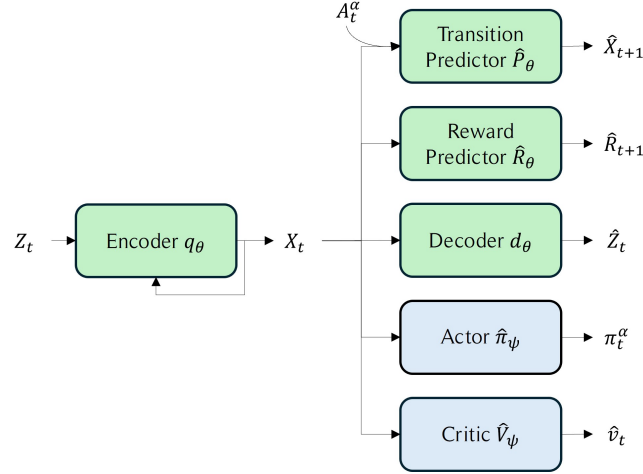 A_t^α
Transition
Predictor P̂_θ
X̂_{t+1}
Reward
Predictor R̂_θ
R̂_{t+1}
Z_t
Encoder q_θ
X_t
Decoder d_θ
Ẑ_t
Actor π̂_ψ
π_t^α
Critic V̂_ψ
v̂_t